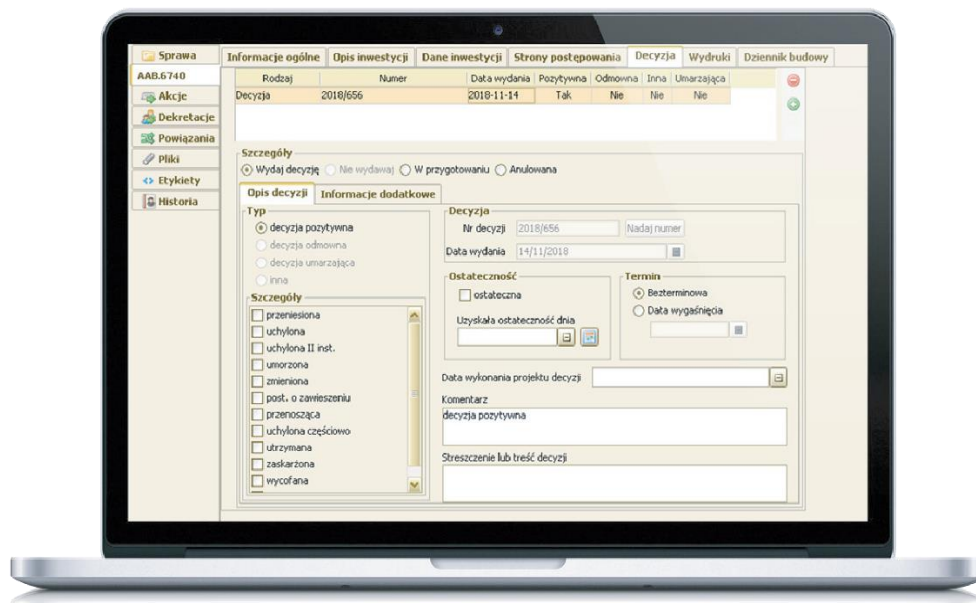 Sprawa
AAB.6740
Akcje
Dekretacje
Powiązania
Pliki
Etykiety
Historia
Informacje ogólne Opis inwestycji Dane inwestycji Strony postępowania Decyzja Wydruki Dziennik budowy
Rodzaj Numer Data wydania Pozytywna Odmowna Inna Umarzająca
Decyzja 2018/656 2018-11-14 Tak Nie Nie Nie
Szczegóły
Wydaj decyzję Nie wydawaj W przygotowaniu Anulowana
Opis decyzji Informacje dodatkowe
Typ
decyzja pozytywna
decyzja odmowna
decyzja umarzająca
inna
Szczegóły
przeniesiona
uchylona
uchylona II inst.
umorzona
zmieniona
post. o zawieszeniu
przenosząca
uchylona częściowo
utrzymana
zaskarżona
wycofana
Decyzja
Nr decyzji 2018/656 Nadaj numer
Data wydania 14/11/2018
Ostateczność
ostateczna
Uzyskała ostateczność dnia
Termin
Bezterminowa
Data wygaśnięcia
Data wykonania projektu decyzji
Komentarz
decyzja pozytywna
Streszczenie lub treść decyzji